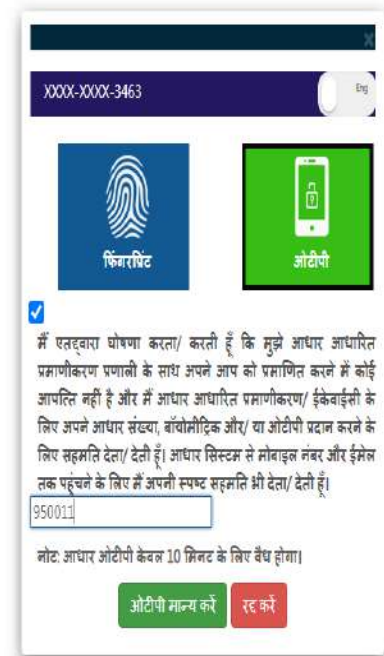 x
XXXX-XXXX-3463
Eng
फिंगरप्रिंट
ओटीपी
मैं एतद्द्वारा घोषणा करता/ करती हूँ कि मुझे आधार आधारित
प्रमाणीकरण प्रणाली के साथ अपने आप को प्रमाणित करने में कोई
आपत्ति नहीं है और मैं आधार आधारित प्रमाणीकरण/ ईकेवाईसी के
लिए अपने आधार संख्या, बॉयोमीट्रिक और/ या ओटीपी प्रदान करने के
लिए सहमति देता/ देती हूँ। आधार सिस्टम से मोबाइल नंबर और ईमेल
तक पहुंचने के लिए मैं अपनी स्पष्ट सहमति भी देता/ देती हूँ।
950011
नोट: आधार ओटीपी केवल 10 मिनट के लिए वैध होगा।
ओटीपी मान्य करें
रद्द करें